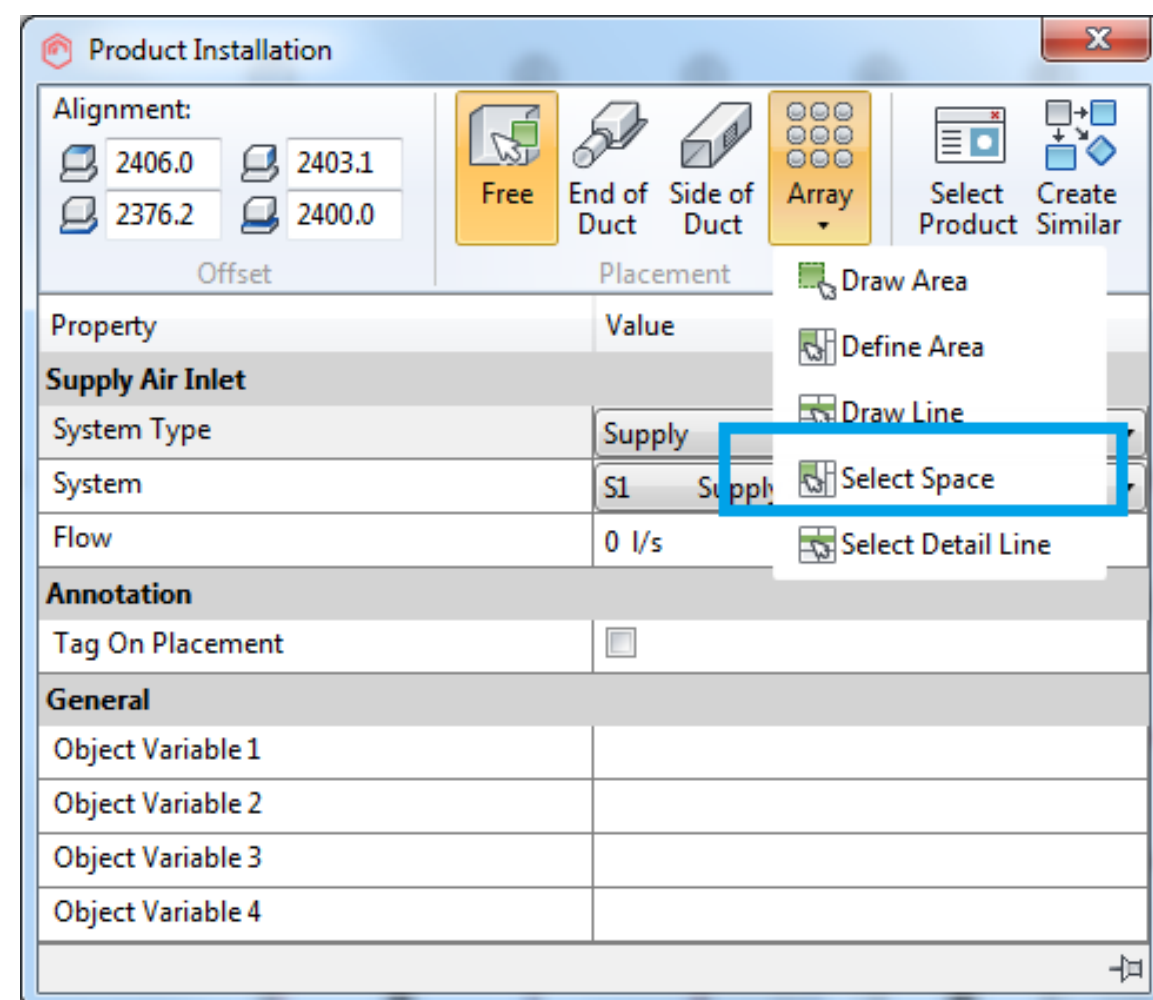 Product Installation
Alignment:
2406.0 2403.1
2376.2 2400.0
Offset
Free
End of Duct
Side of Duct
Array
Placement
Select Product
Create Similar
Draw Area
Define Area
Draw Line
Select Space
Select Detail Line
Property Value
Supply Air Inlet
System Type Supply
System S1 Supply
Flow 0 l/s
Annotation
Tag On Placement
General
Object Variable 1
Object Variable 2
Object Variable 3
Object Variable 4